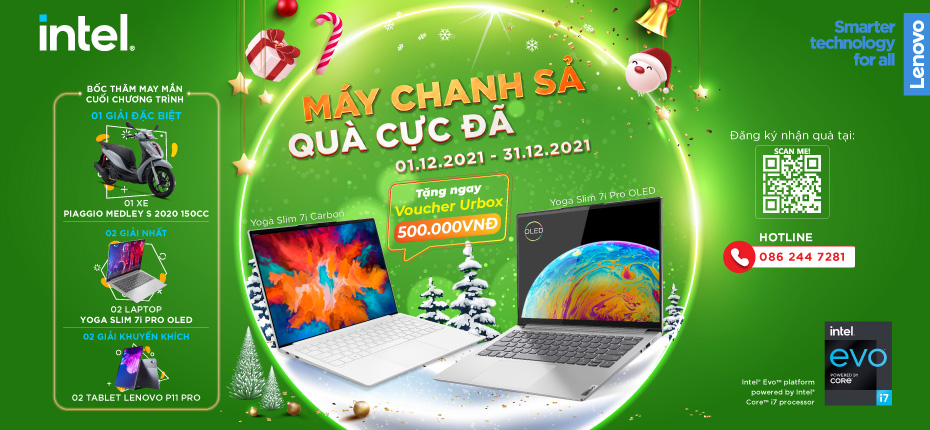 intel.
Smarter
technology
for all
Lenovo
BỐC THĂM MAY MẮN
CUỐI CHƯƠNG TRÌNH
01 GIẢI ĐẶC BIỆT
01 XE
PIAGGIO MEDLEY S 2020 150CC
02 GIẢI NHẤT
02 LAPTOP
YOGA SLIM 7i PRO OLED
02 GIẢI KHUYẾN KHÍCH
02 TABLET LENOVO P11 PRO
MÁY CHANH SẢ
QUÀ CỰC ĐÃ
01.12.2021 - 31.12.2021
Tặng ngay
Voucher Urbox
500.000VNĐ
Yoga Slim 7i Carbon
Yoga Slim 7i Pro OLED
OLED
Đăng ký nhận quà tại:
SCAN ME!
HOTLINE
086 244 7281
Intel® Evo™ platform
powered by Intel®
Core™ i7 processor
intel
evo
POWERED BY
CORE™
i7